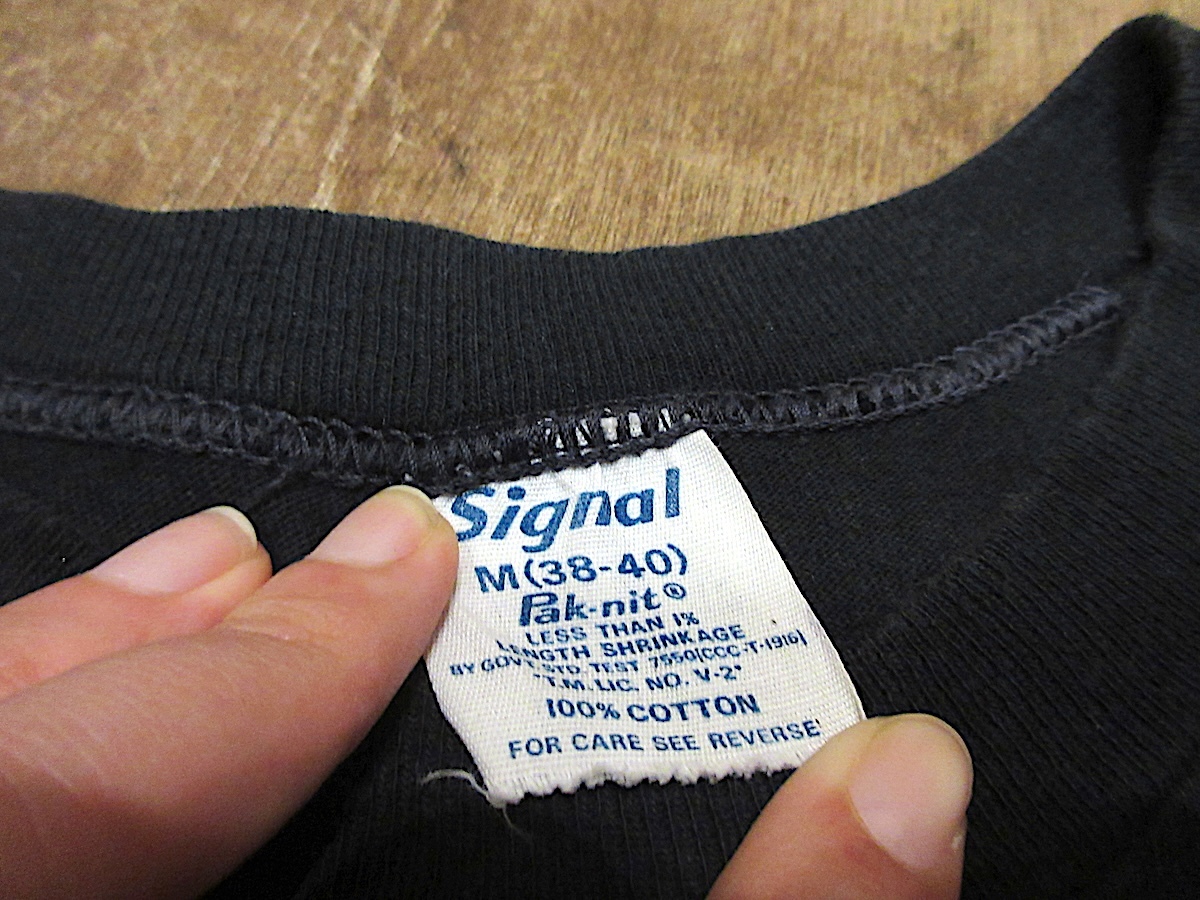 Signal
M(38-40)
Pak-nit®
LESS THAN 1%
LENGTH SHRINKAGE
BY GOV'T. STD. TEST 7550(CCC-T-191b)
"T.M. LIC. NO. V-2"
100% COTTON
FOR CARE SEE REVERSE